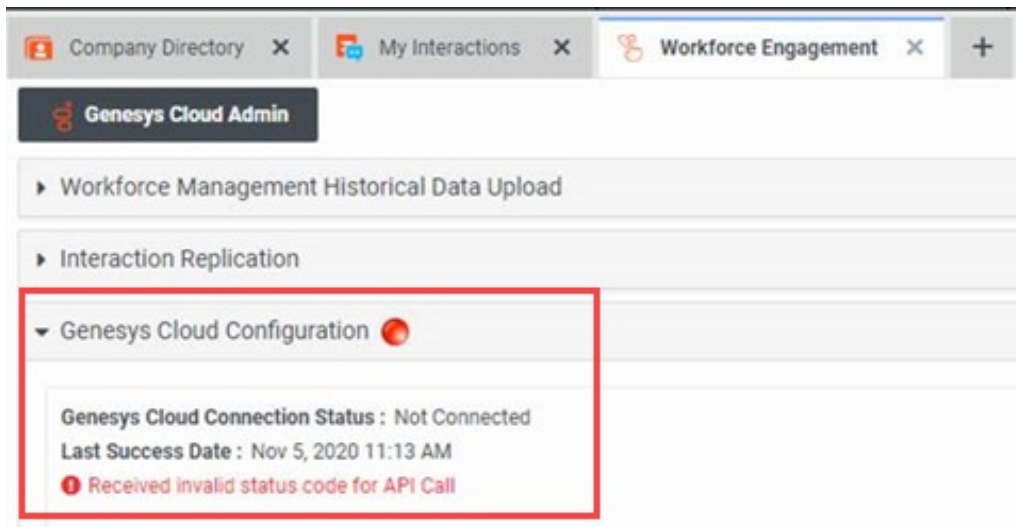 Company Directory
My Interactions
Workforce Engagement
Genesys Cloud Admin
Workforce Management Historical Data Upload
Interaction Replication
Genesys Cloud Configuration
Genesys Cloud Connection Status : Not Connected
Last Success Date : Nov 5, 2020 11:13 AM
Received invalid status code for API Call